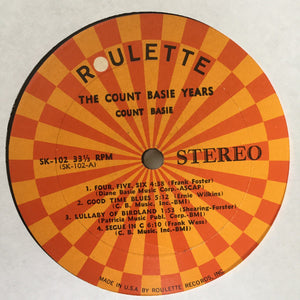 ROULETTE
THE COUNT BASIE YEARS
COUNT BASIE
SK-102 33⅓ RPM
(SK-102-A)
STEREO
1. FOUR, FIVE, SIX 4:38 (Frank Foster)
(Diane Basie Music Corp.-ASCAP)
2. GOOD TIME BLUES 5:12 (Ernie Wilkins)
(C. B. Music, Inc.-BMI)
3. LULLABY OF BIRDLAND 1:53 (Shearing-Forster)
(Patricia Music Publ. Corp-BMI)
4. SEGUE IN C 6:10 (Frank Wess)
(C. B. Music, Inc.-BMI)
MADE IN U.S.A. BY ROULETTE RECORDS, INC.